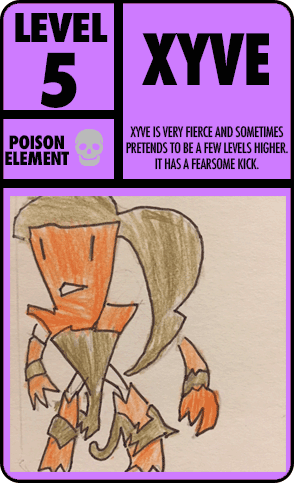 LEVEL
5
XYVE
POISON
ELEMENT
XYVE IS VERY FIERCE AND SOMETIMES
PRETENDS TO BE A FEW LEVELS HIGHER.
IT HAS A FEARSOME KICK.